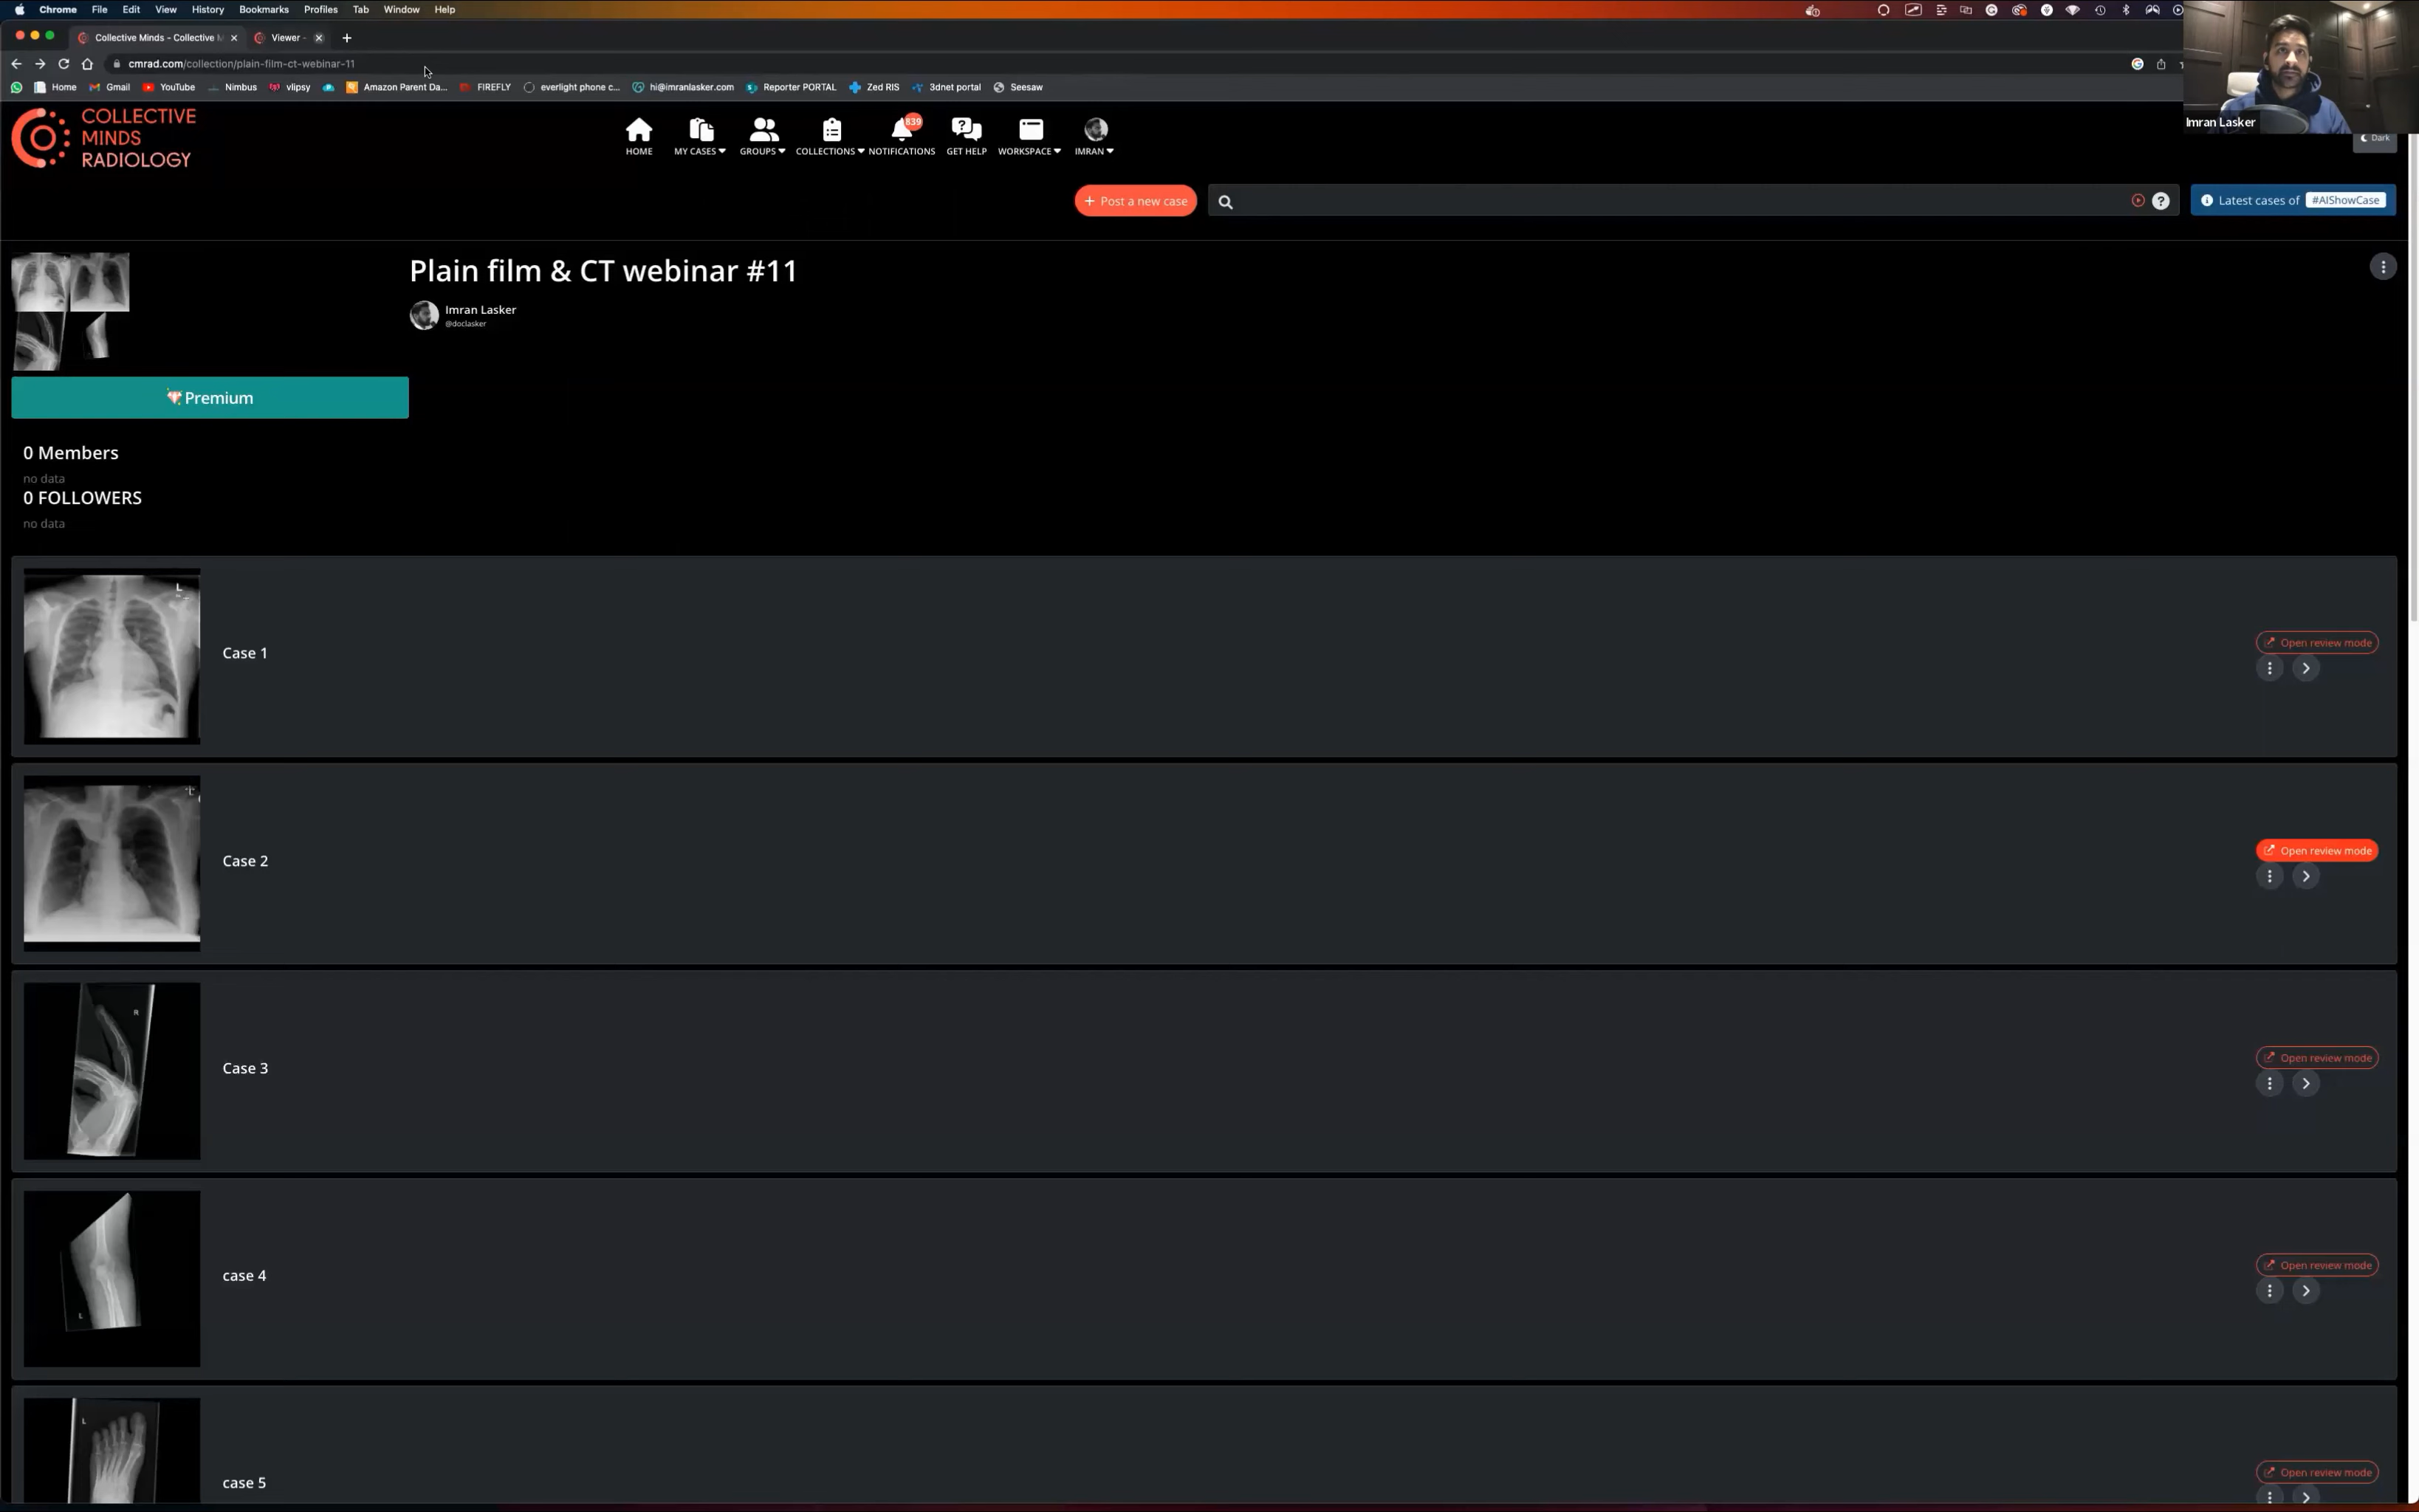 Chrome File Edit View History Bookmarks Profiles Tab Window Help
Collective Minds - Collective M Viewer -
cmrad.com/collection/plain-film-ct-webinar-11
Home Gmail YouTube Nimbus vlipsy Amazon Parent Da... FIREFLY everlight phone c... hi@imranlasker.com Reporter PORTAL Zed RIS 3dnet portal Seesaw
Imran Lasker
COLLECTIVE
MINDS
RADIOLOGY
839
HOME MY CASES GROUPS COLLECTIONS NOTIFICATIONS GET HELP WORKSPACE IMRAN
Dark
+ Post a new case
Latest cases of #AIShowCase
Plain film & CT webinar #11
Imran Lasker
@doclasker
Premium
0 Members
no data
0 FOLLOWERS
no data
L
Case 1
Open review mode
L
Case 2
Open review mode
R
Case 3
Open review mode
L
case 4
Open review mode
L
case 5
Open review mode